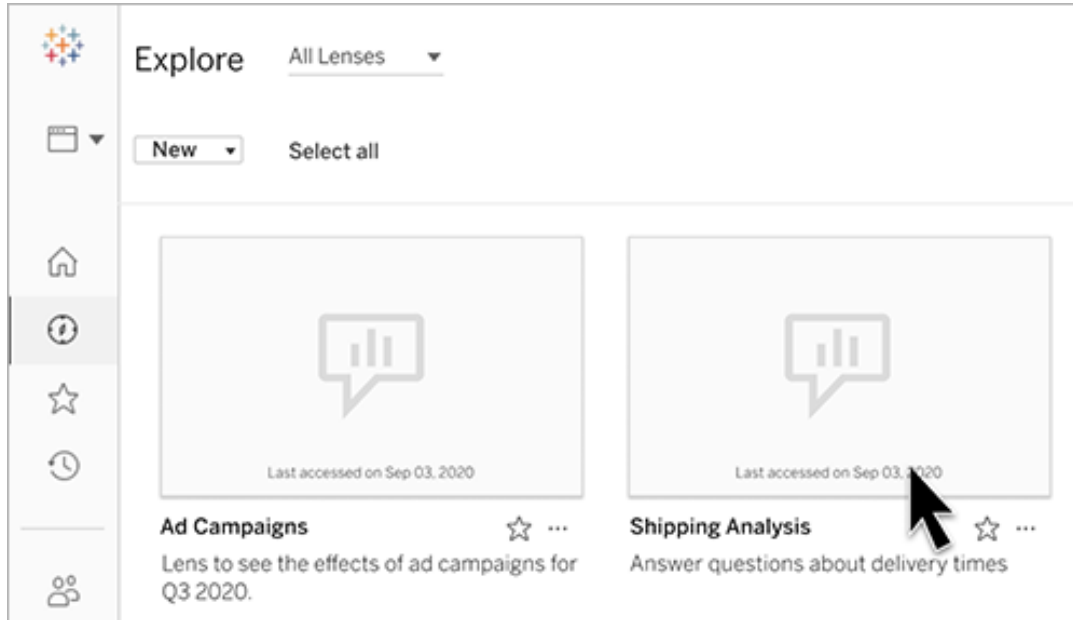 Explore
All Lenses
New
Select all
Last accessed on Sep 03, 2020
Last accessed on Sep 03, 2020
Ad Campaigns
Shipping Analysis
Lens to see the effects of ad campaigns for
Q3 2020.
Answer questions about delivery times